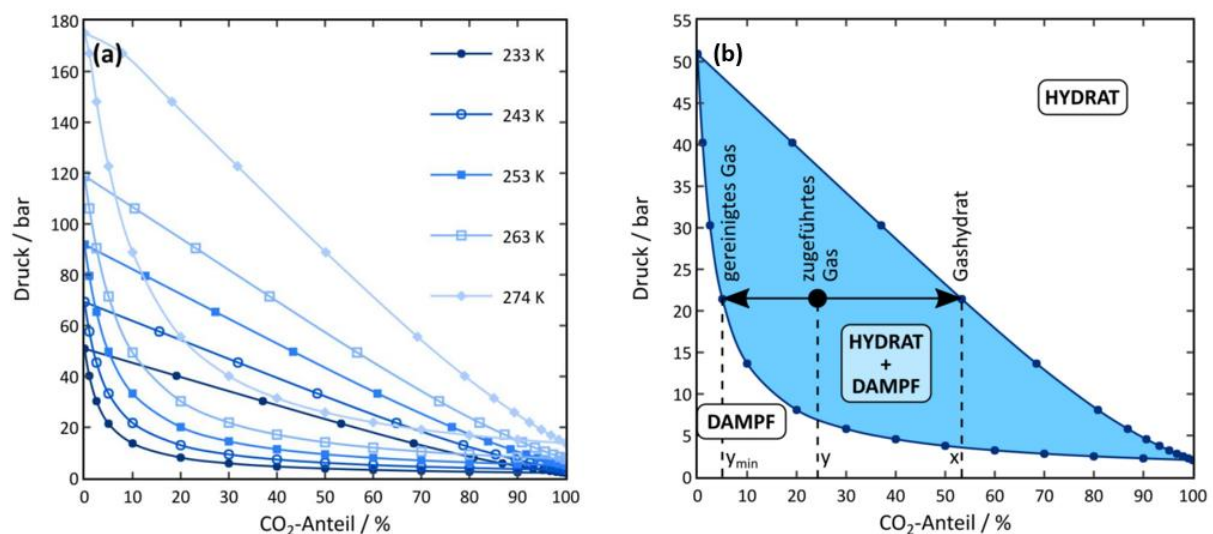 (a)
180
160
140
120
100
80
60
40
20
0
Druck / bar
233 K
243 K
253 K
263 K
274 K
0 10 20 30 40 50 60 70 80 90 100
CO₂-Anteil / %
(b)
55
50
45
40
35
30
25
20
15
10
5
0
Druck / bar
HYDRAT
gereinigtes Gas
zugeführtes
Gas
Gashydrat
HYDRAT
+
DAMPF
DAMPF
yₘᵢₙ
y
x
0 10 20 30 40 50 60 70 80 90 100
CO₂-Anteil / %